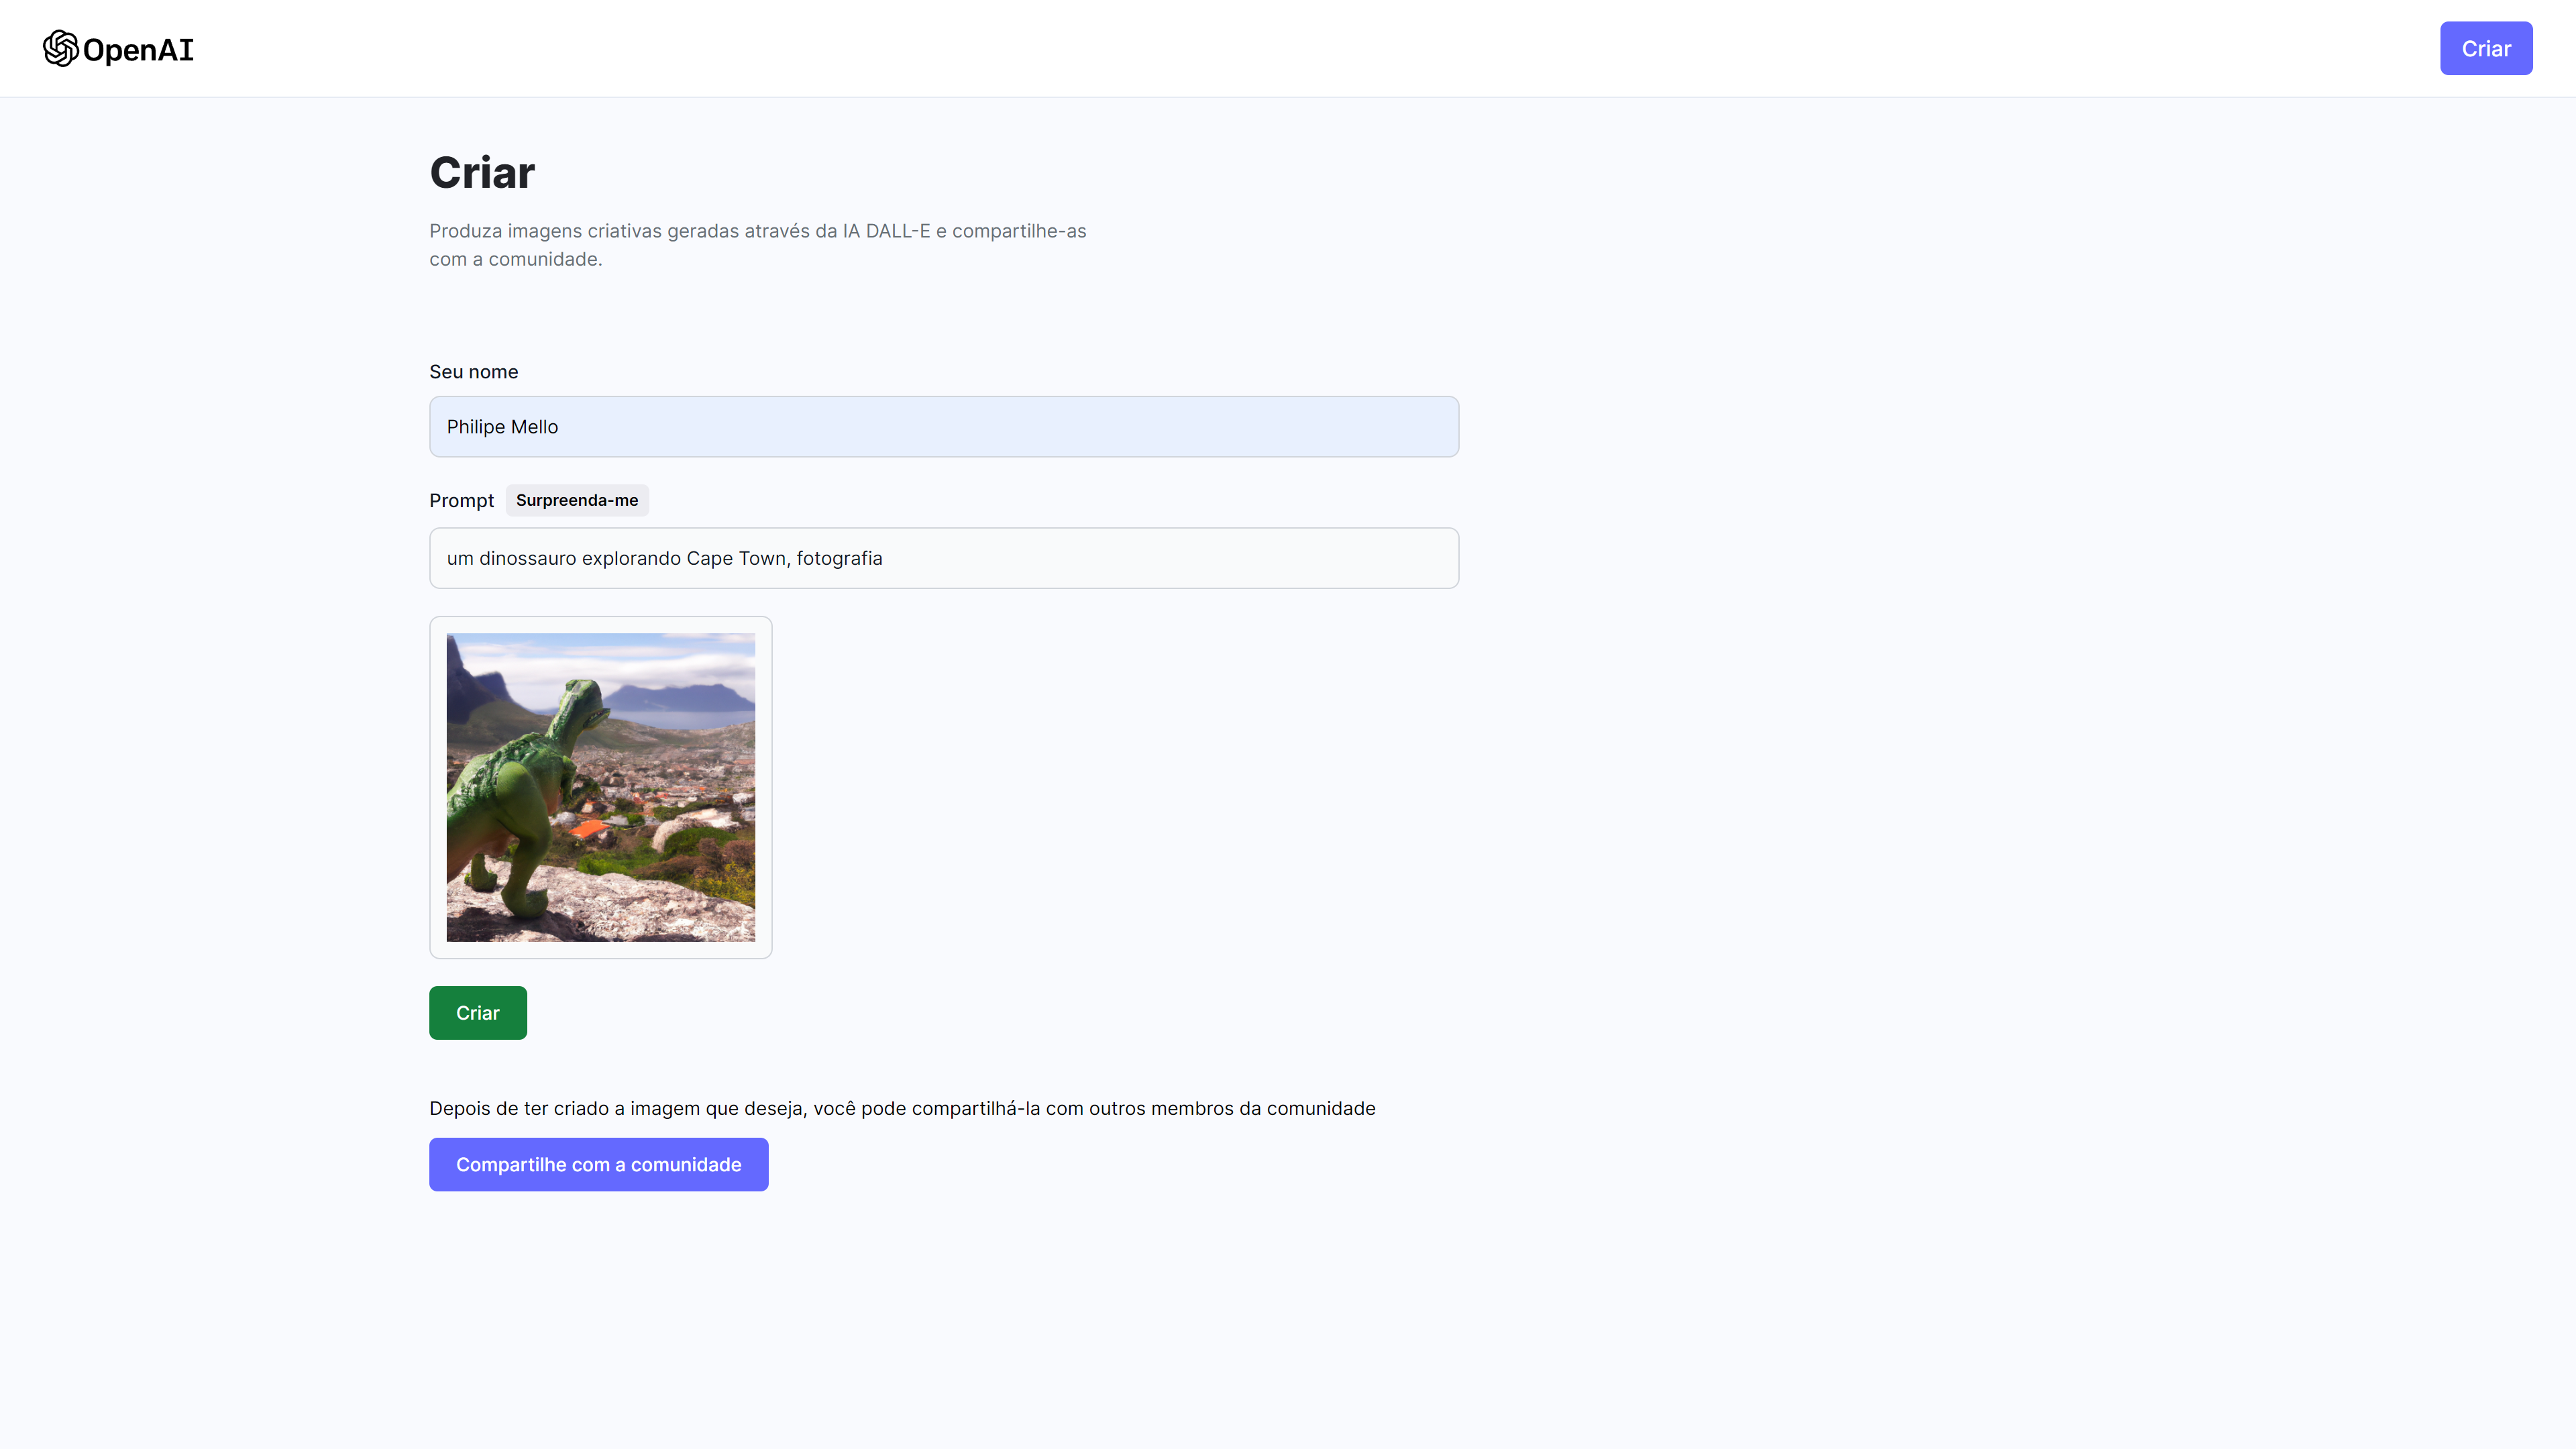 OpenAI
Criar
Criar
Produza imagens criativas geradas através da IA DALL-E e compartilhe-as
com a comunidade.
Seu nome
Philipe Mello
Prompt Surpreenda-me
um dinossauro explorando Cape Town, fotografia
Criar
Depois de ter criado a imagem que deseja, você pode compartilhá-la com outros membros da comunidade
Compartilhe com a comunidade